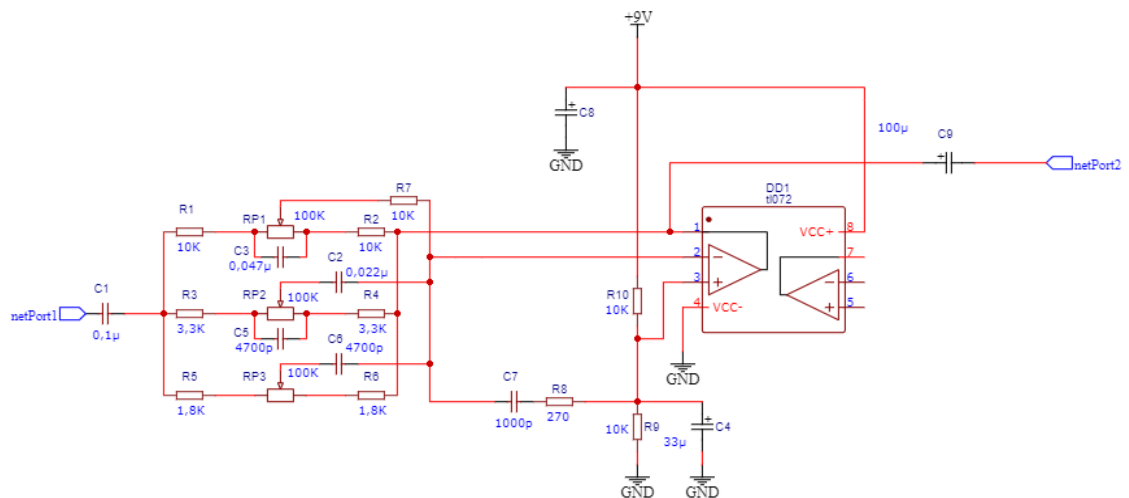 +9V
C8
GND
100µ
C9
netPort2
DD1
tl072
R7
10K
R1
10K
RP1
100K
R2
10K
C3
0,047µ
C2
0,022µ
1
2
3
4
VCC+
VCC-
8
7
6
5
R10
10K
GND
netPort1
C1
0,1µ
R3
3,3K
RP2
100K
R4
3,3K
C5
4700p
C6
4700p
R5
1,8K
RP3
100K
R6
1,8K
C7
1000p
R8
270
10K
R9
33µ
C4
GND
GND